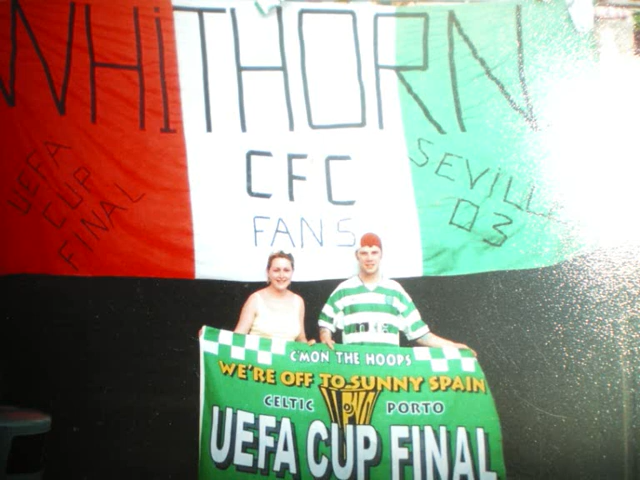 WHiTHORN
UEFA
CUP
FINAL
CFC
FANS
SEViLL
03
C'MON THE HOOPS
WE'RE OFF TO SUNNY SPAIN
CELTIC PORTO
UEFA CUP FINAL